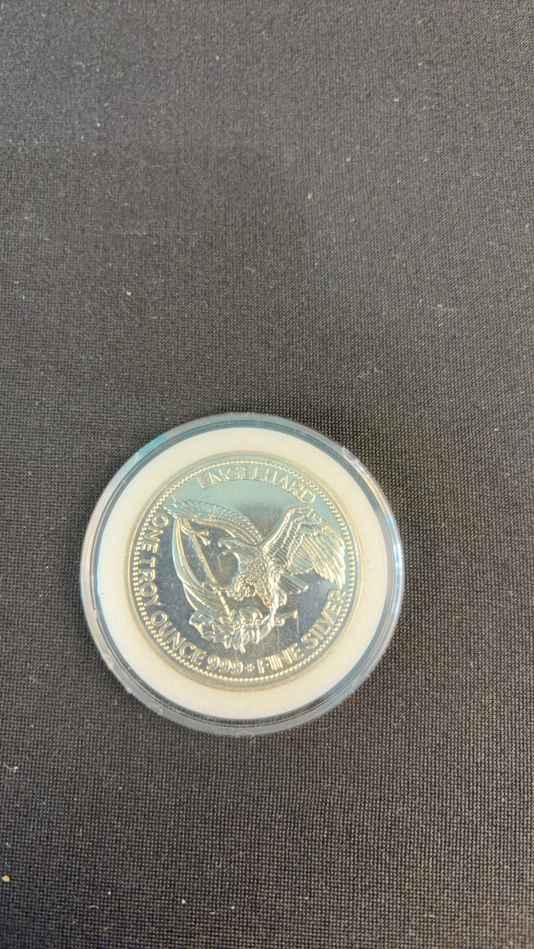 ENGELHARD
ONE TROY OUNCE 999+ FINE SILVER